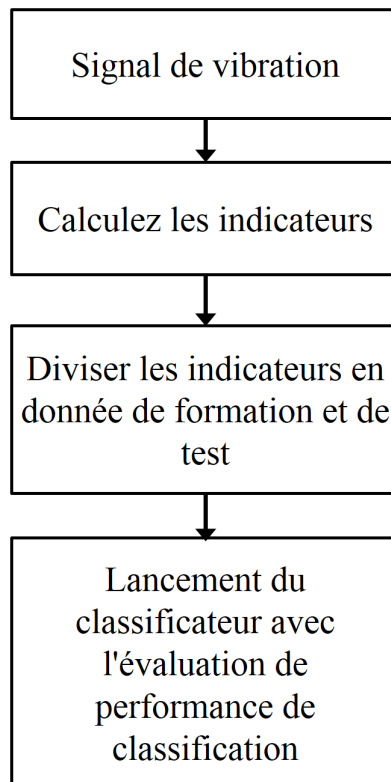 Signal de vibration
Calculez les indicateurs
Diviser les indicateurs en
donnée de formation et de
test
Lancement du
classificateur avec
l'évaluation de
performance de
classification